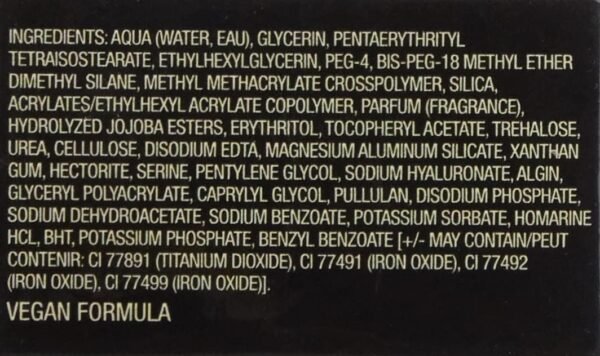 INGREDIENTS: AQUA (WATER, EAU), GLYCERIN, PENTAERYTHRITYL
TETRAISOSTEARATE, ETHYLHEXYLGLYCERIN, PEG-4, BIS-PEG-18 METHYL ETHER
DIMETHYL SILANE, METHYL METHACRYLATE CROSSPOLYMER, SILICA,
ACRYLATES/ETHYLHEXYL ACRYLATE COPOLYMER, PARFUM (FRAGRANCE),
HYDROLYZED JOJOBA ESTERS, ERYTHRITOL, TOCOPHERYL ACETATE, TREHALOSE,
UREA, CELLULOSE, DISODIUM EDTA, MAGNESIUM ALUMINUM SILICATE, XANTHAN
GUM, HECTORITE, SERINE, PENTYLENE GLYCOL, SODIUM HYALURONATE, ALGIN,
GLYCERYL POLYACRYLATE, CAPRYLYL GLYCOL, PULLULAN, DISODIUM PHOSPHATE,
SODIUM DEHYDROACETATE, SODIUM BENZOATE, POTASSIUM SORBATE, HOMARINE
HCL, BHT, POTASSIUM PHOSPHATE, BENZYL BENZOATE [+/- MAY CONTAIN/PEUT
CONTENIR: CI 77891 (TITANIUM DIOXIDE), CI 77491 (IRON OXIDE), CI 77492
(IRON OXIDE), CI 77499 (IRON OXIDE)].
VEGAN FORMULA